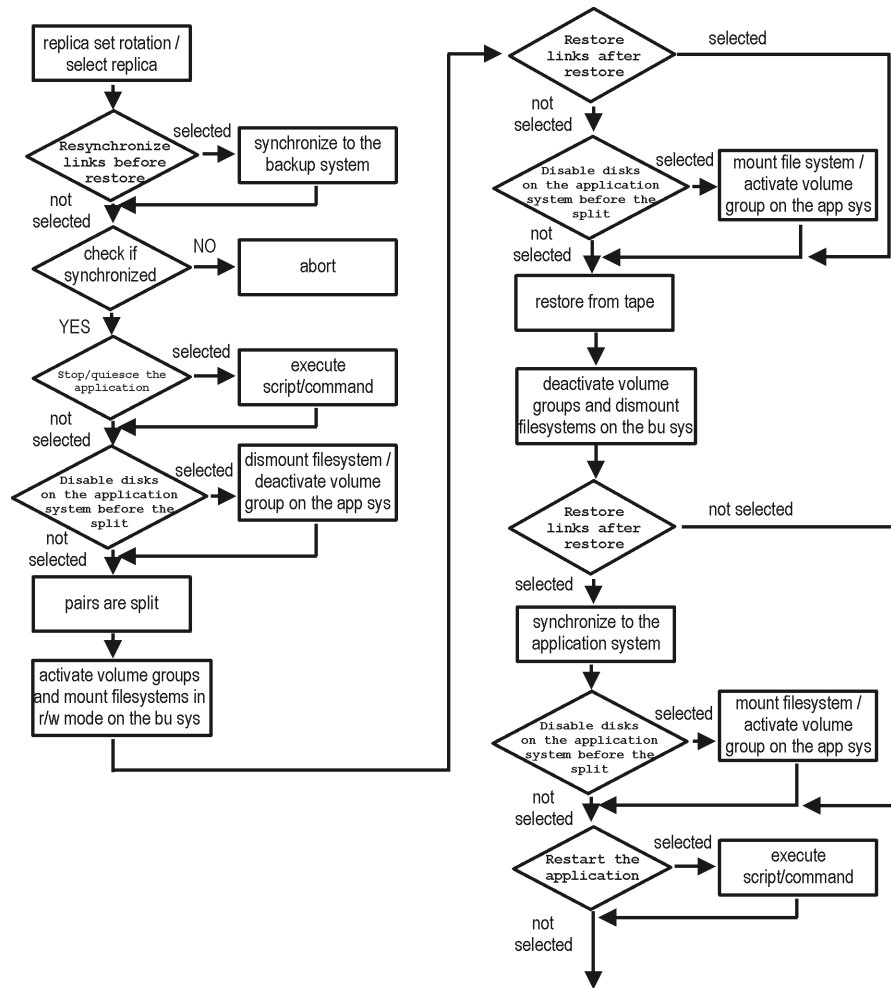 replica set rotation /
select replica
Resynchronize
links before
restore
selected
synchronize to the
backup system
not
selected
check if
synchronized
NO
abort
YES
Stop/quiesce the
application
selected
execute
script/command
not
selected
Disable disks
on the application
system before the
split
selected
dismount filesystem /
deactivate volume
group on the app sys
not
selected
pairs are split
activate volume groups
and mount filesystems in
r/w mode on the bu sys
Restore
links after
restore
selected
not
selected
Disable disks
on the application
system before the
split
selected
mount file system /
activate volume
group on the app sys
not
selected
restore from tape
deactivate volume
groups and dismount
filesystems on the bu sys
Restore
links after
restore
not selected
selected
synchronize to the
application system
Disable disks
on the application
system before the
split
selected
mount filesystem /
activate volume
group on the app sys
not
selected
Restart the
application
selected
execute
script/command
not
selected